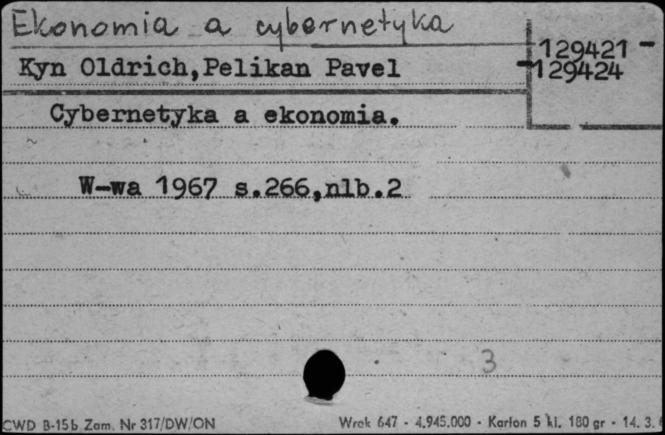 Ekonomia a cybernetyka
129421 -
129424
Kyn Oldrich,Pelikan Pavel
Cybernetyka a ekonomia.
W-wa 1967 s.266,nlb.2
3
CWD B-15b Zam. Nr 317/DW/ON
Wrek 647 - 4.945.000 - Karton 5 kl. 180 gr - 14. 3.